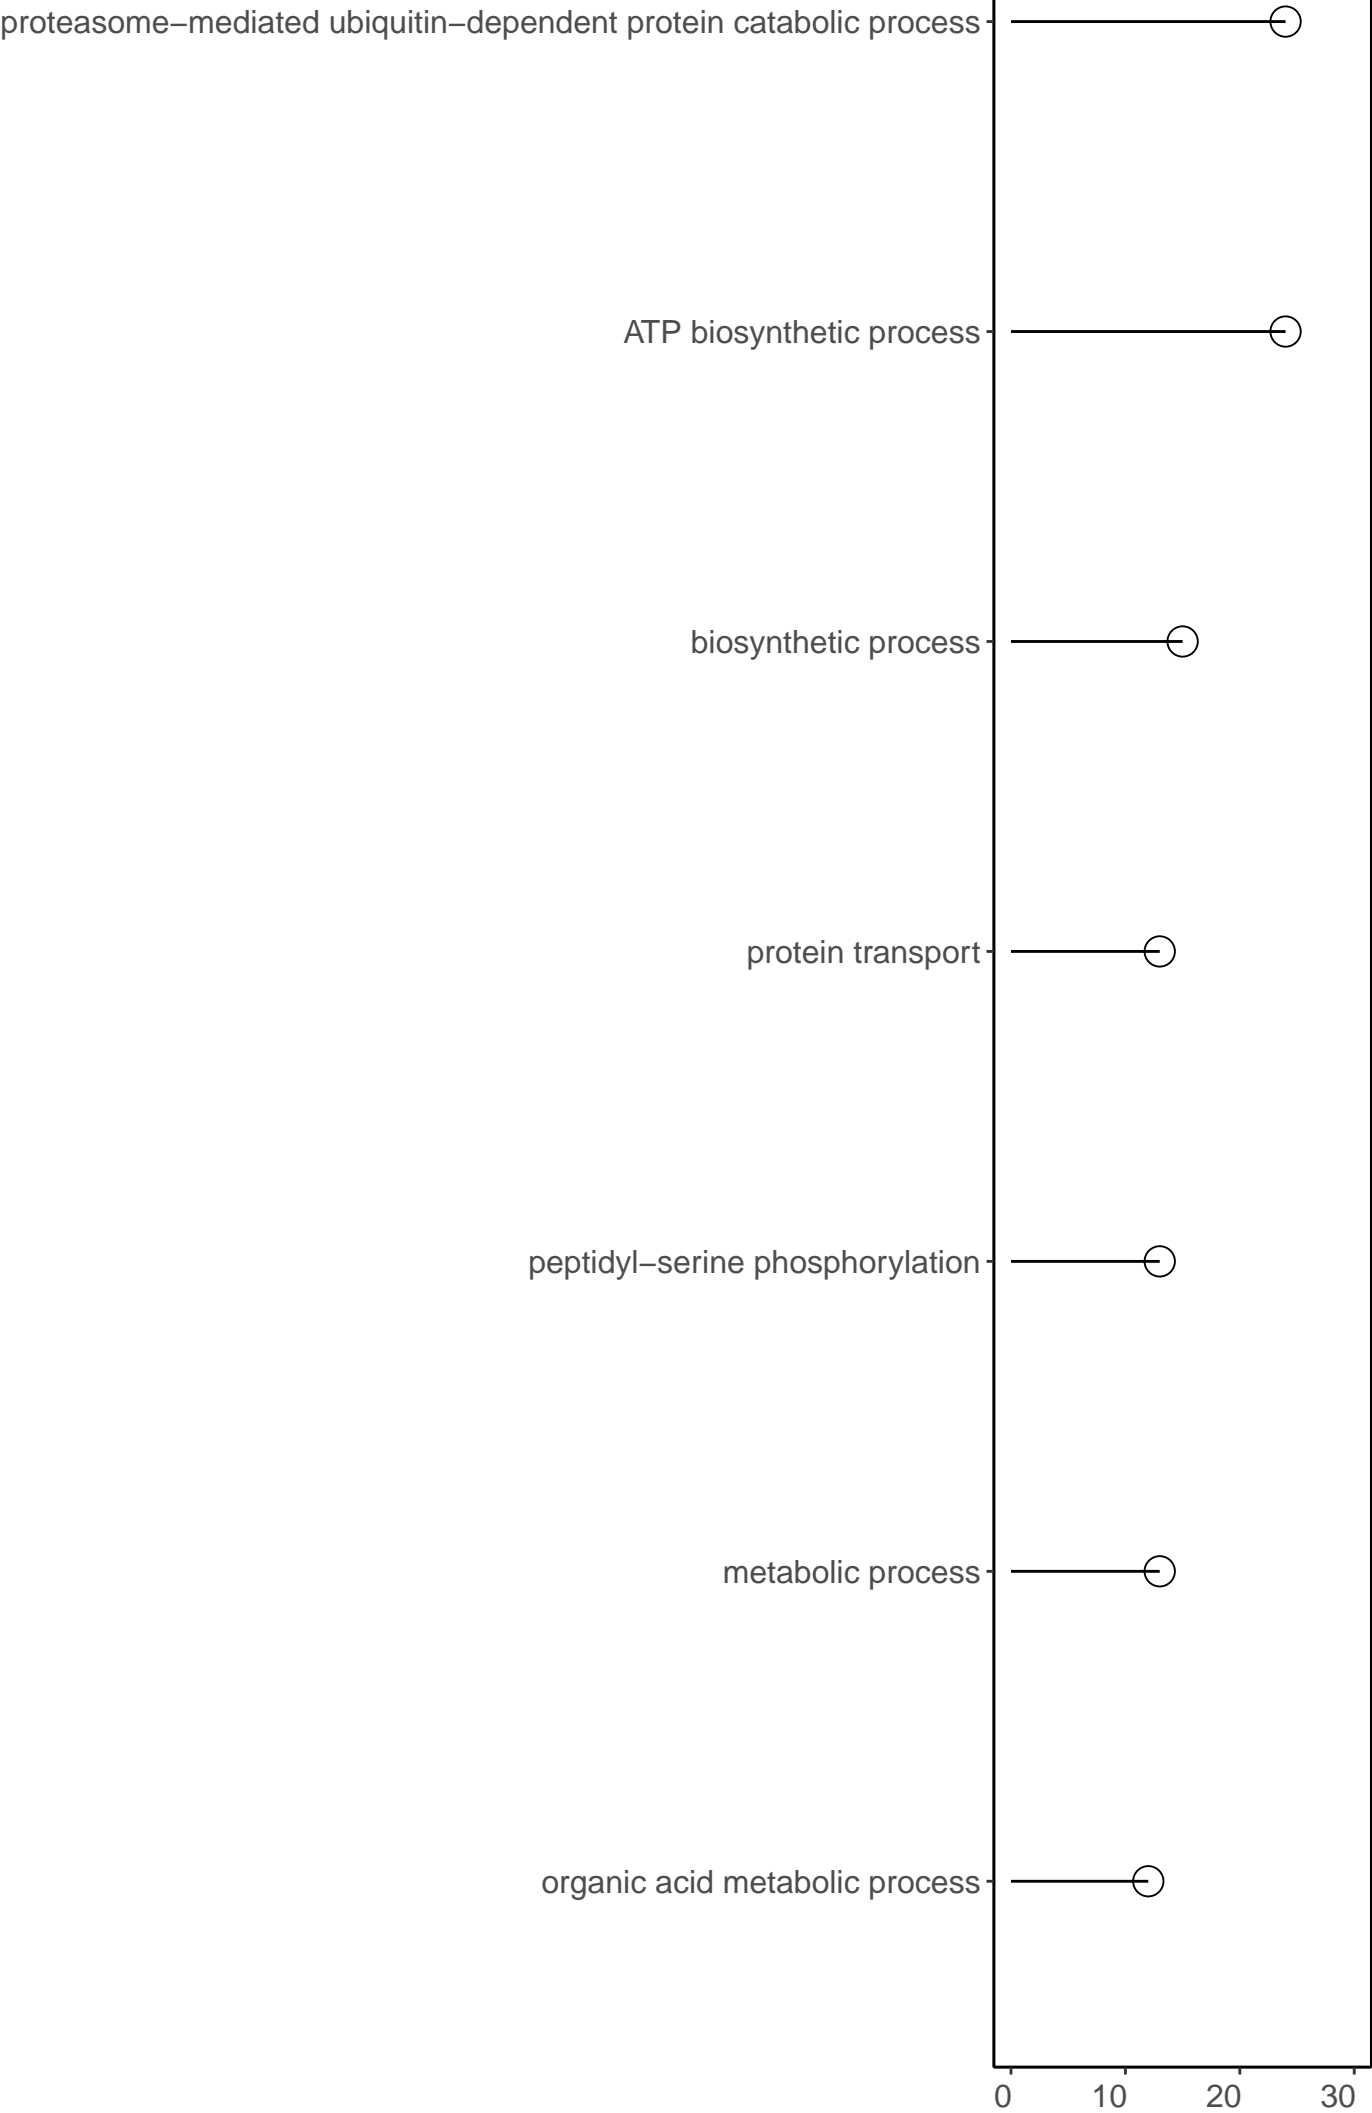 proteasome−mediated ubiquitin−dependent protein catabolic process
ATP biosynthetic process
biosynthetic process
protein transport
peptidyl−serine phosphorylation
metabolic process
organic acid metabolic process
0 10 20 30